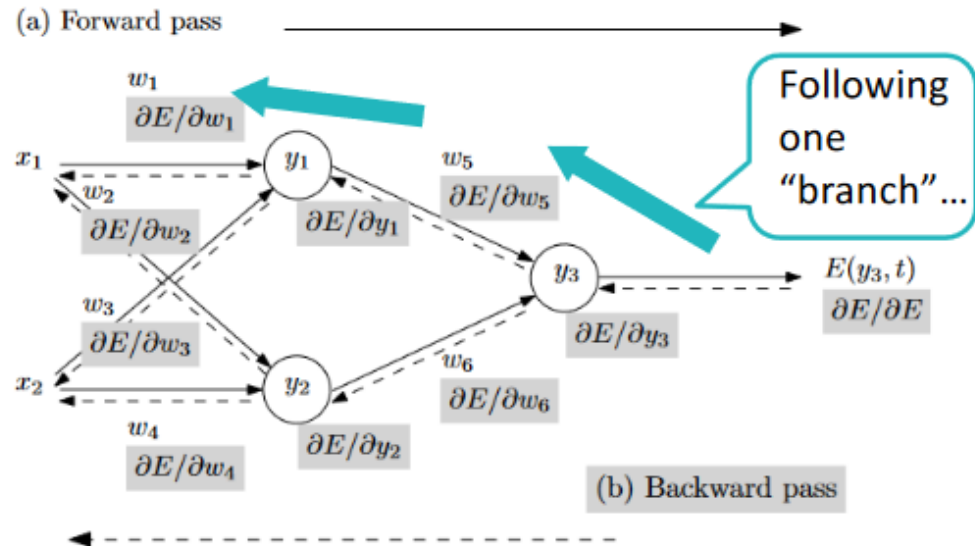 (a) Forward pass
Following
one
“branch”...
w₁
∂E/∂w₁
x₁
y₁
w₅
∂E/∂w₅
w₂
∂E/∂w₂
∂E/∂y₁
y₃
E(y₃, t)
∂E/∂E
w₃
∂E/∂w₃
∂E/∂y₃
x₂
y₂
w₆
∂E/∂w₆
w₄
∂E/∂w₄
∂E/∂y₂
(b) Backward pass